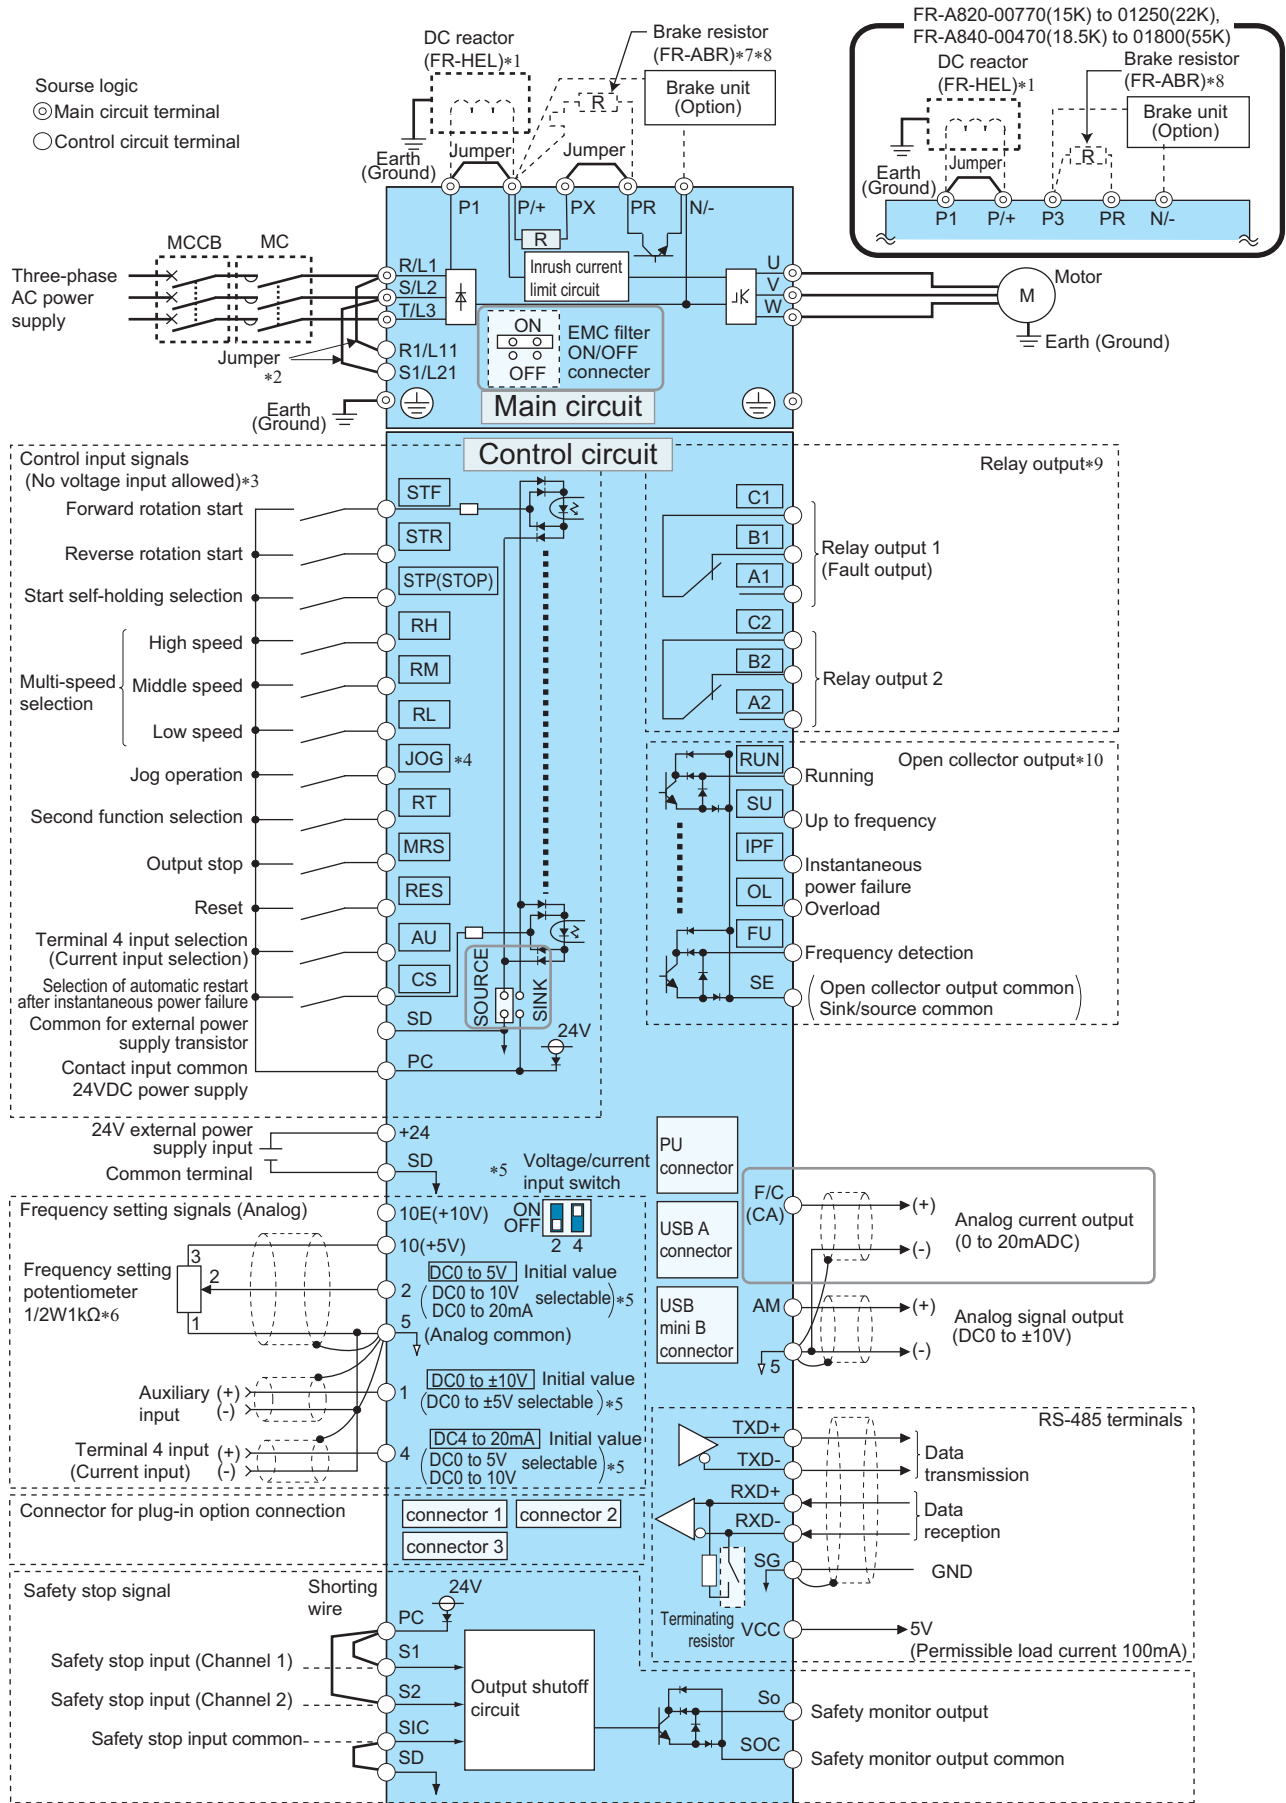 FR-A820-00770(15K) to 01250(22K),
FR-A840-00470(18.5K) to 01800(55K)
DC reactor
(FR-HEL)*1
Brake resistor
(FR-ABR)*8
Brake unit
(Option)
R
Earth
(Ground)
Jumper
P1 P/+ P3 PR N/-
Sourse logic
Main circuit terminal
Control circuit terminal
DC reactor
(FR-HEL)*1
Brake resistor
(FR-ABR)*7*8
Brake unit
(Option)
R
Earth
(Ground)
Jumper
Jumper
P1 P/+ PX PR N/-
R
Inrush current
limit circuit
MCCB MC
Three-phase
AC power
supply
R/L1
S/L2
T/L3
R1/L11
S1/L21
Jumper
*2
Earth
(Ground)
ON
OFF
EMC filter
ON/OFF
connecter
U
V
W
Motor
M
Earth (Ground)
Main circuit
Control circuit
Control input signals
(No voltage input allowed)*3
Forward rotation start
STF
Reverse rotation start
STR
Start self-holding selection
STP(STOP)
Multi-speed
selection
High speed
RH
Middle speed
RM
Low speed
RL
Jog operation
JOG *4
Second function selection
RT
Output stop
MRS
Reset
RES
Terminal 4 input selection
(Current input selection)
AU
Selection of automatic restart
after instantaneous power failure
CS
Common for external power
supply transistor
SD
Contact input common
24VDC power supply
PC
SOURCE
SINK
24V
Relay output*9
C1
B1
A1
Relay output 1
(Fault output)
C2
B2
A2
Relay output 2
Open collector output*10
RUN
Running
SU
Up to frequency
IPF
Instantaneous
power failure
OL
Overload
FU
Frequency detection
SE
Open collector output common
Sink/source common
24V external power
supply input
+24
Common terminal
SD
*5 Voltage/current
input switch
ON
OFF
2 4
PU
connector
USB A
connector
USB
mini B
connector
F/C
(CA)
(+)
(-)
Analog current output
(0 to 20mADC)
AM
(+)
(-)
5
Analog signal output
(DC0 to ±10V)
Frequency setting signals (Analog)
10E(+10V)
10(+5V)
Frequency setting
potentiometer
1/2W1kΩ*6
3
2
1
2
DC0 to 5V Initial value
(DC0 to 10V
DC0 to 20mA selectable)*5
5
(Analog common)
Auxiliary
input
(+)
(-)
1
DC0 to ±10V Initial value
(DC0 to ±5V selectable)*5
Terminal 4 input
(Current input)
(+)
(-)
4
DC4 to 20mA Initial value
(DC0 to 5V
DC0 to 10V selectable)*5
Connector for plug-in option connection
connector 1
connector 2
connector 3
RS-485 terminals
TXD+
TXD-
Data
transmission
RXD+
RXD-
Data
reception
SG
GND
Terminating
resistor
VCC
5V
(Permissible load current 100mA)
Safety stop signal
Shorting
wire
24V
PC
Safety stop input (Channel 1)
S1
Safety stop input (Channel 2)
S2
Safety stop input common
SIC
SD
Output shutoff
circuit
So
Safety monitor output
SOC
Safety monitor output common